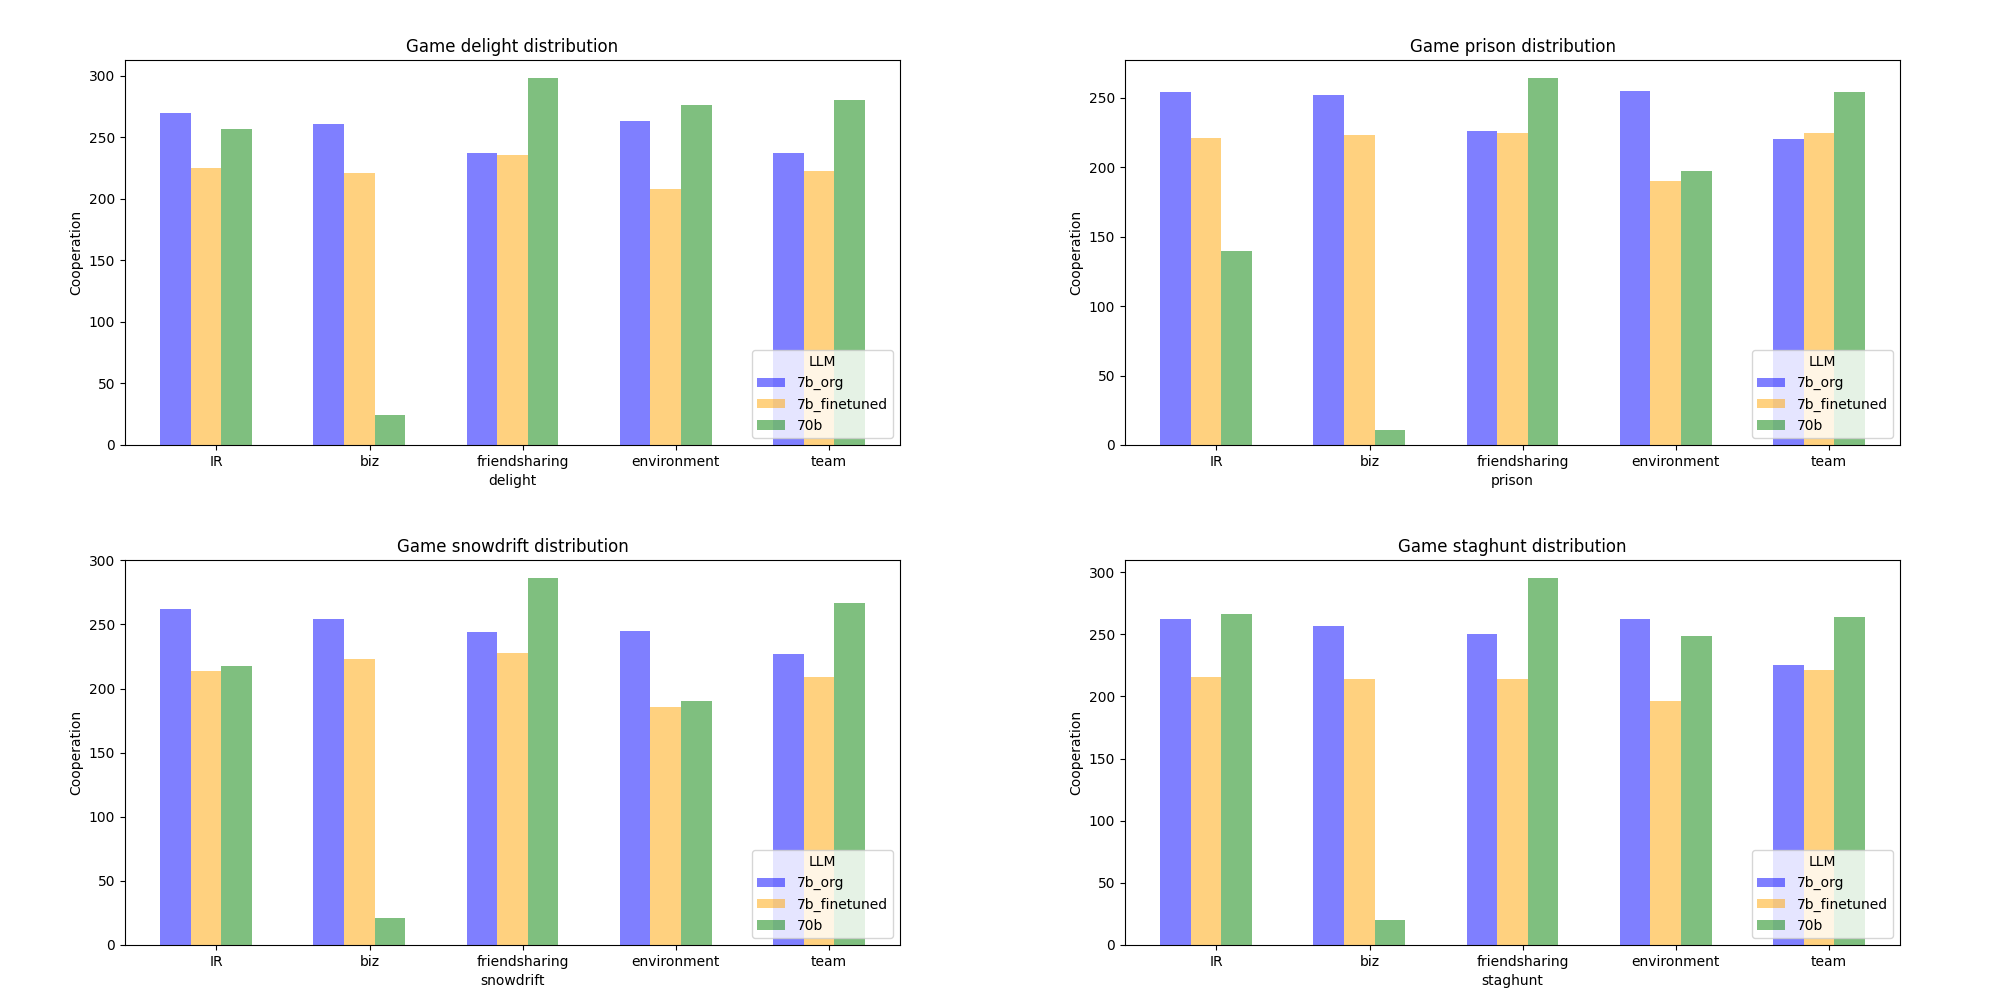 Game delight distribution
300
250
200
150
100
50
0
Cooperation
LLM
7b_org
7b_finetuned
70b
IR biz friendsharing environment team
delight
Game prison distribution
250
200
150
100
50
0
Cooperation
LLM
7b_org
7b_finetuned
70b
IR biz friendsharing environment team
prison
Game snowdrift distribution
300
250
200
150
100
50
0
Cooperation
LLM
7b_org
7b_finetuned
70b
IR biz friendsharing environment team
snowdrift
Game staghunt distribution
300
250
200
150
100
50
0
Cooperation
LLM
7b_org
7b_finetuned
70b
IR biz friendsharing environment team
staghunt